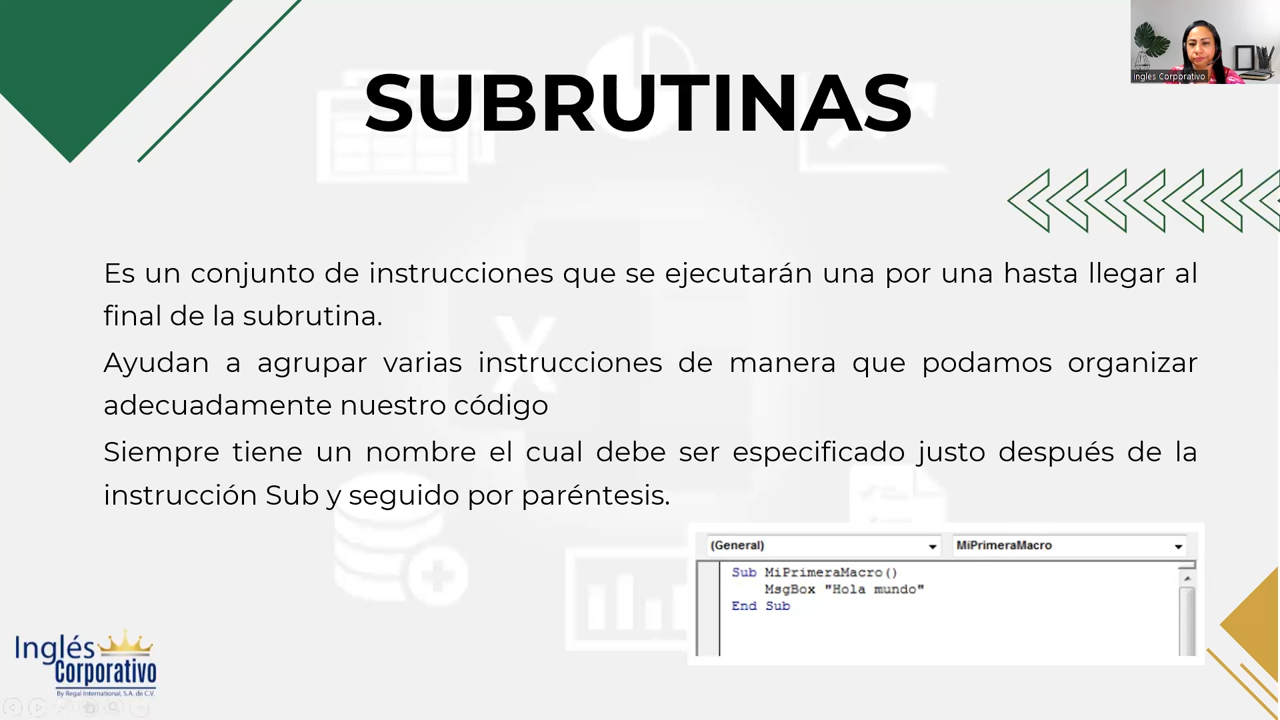 Ingles Corporativo
SUBRUTINAS
Es un conjunto de instrucciones que se ejecutarán una por una hasta llegar al
final de la subrutina.
Ayudan a agrupar varias instrucciones de manera que podamos organizar
adecuadamente nuestro código
Siempre tiene un nombre el cual debe ser especificado justo después de la
instrucción Sub y seguido por paréntesis.
(General) MiPrimeraMacro
Sub MiPrimeraMacro()
MsgBox "Hola mundo"
End Sub
Inglés
Corporativo
By Regal International, S.A. de C.V.